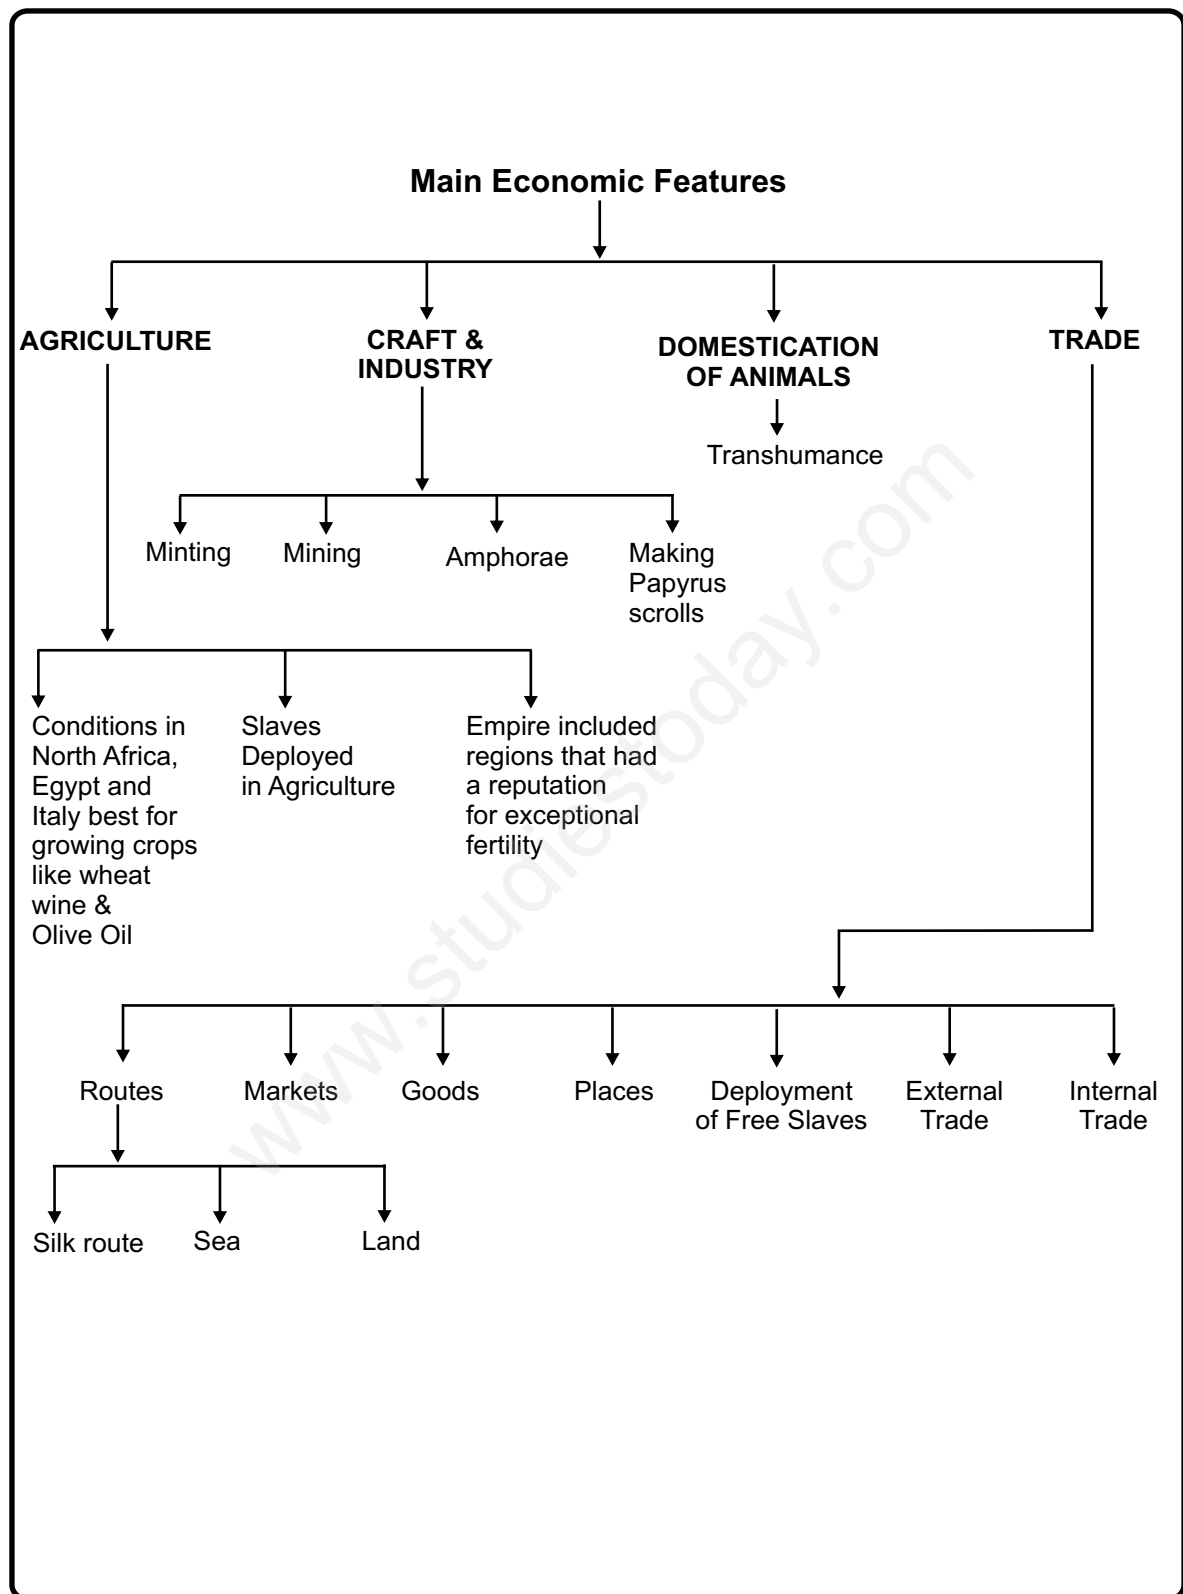 Main Economic Features
AGRICULTURE
CRAFT &
INDUSTRY
DOMESTICATION
OF ANIMALS
TRADE
Transhumance
Minting
Mining
Amphorae
Making
Papyrus
scrolls
Conditions in
North Africa,
Egypt and
Italy best for
growing crops
like wheat
wine &
Olive Oil
Slaves
Deployed
in Agriculture
Empire included
regions that had
a reputation
for exceptional
fertility
Routes
Markets
Goods
Places
Deployment
of Free Slaves
External
Trade
Internal
Trade
Silk route
Sea
Land
www.studiestoday.com